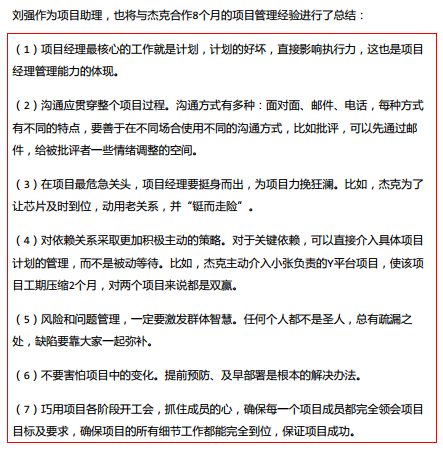 刘强作为项目助理，也将与杰克合作8个月的项目管理经验进行了总结：
（1）项目经理最核心的工作就是计划，计划的好坏，直接影响执行力，这也是项目
经理管理能力的体现。
（2）沟通应贯穿整个项目过程。沟通方式有多种：面对面、邮件、电话，每种方式
有不同的特点，要善于在不同场合使用不同的沟通方式，比如批评，可以先通过邮
件，给被批评者一些情绪调整的空间。
（3）在项目最危急关头，项目经理要挺身而出，为项目力挽狂澜。比如，杰克为了
让芯片及时到位，动用老关系，并“铤而走险”。
（4）对依赖关系采取更加积极主动的策略。对于关键依赖，可以直接介入具体项目
计划的管理，而不是被动等待。比如，杰克主动介入小张负责的Y平台项目，使该项
目工期压缩2个月，对两个项目来说都是双赢。
（5）风险和问题管理，一定要激发群体智慧。任何个人都不是圣人，总有疏漏之
处，缺陷要靠大家一起弥补。
（6）不要害怕项目中的变化。提前预防、及早部署是根本的解决办法。
（7）巧用项目各阶段开工会，抓住成员的心，确保每一个项目成员都完全领会项目
目标及要求，确保项目的所有细节工作都能完全到位，保证项目成功。